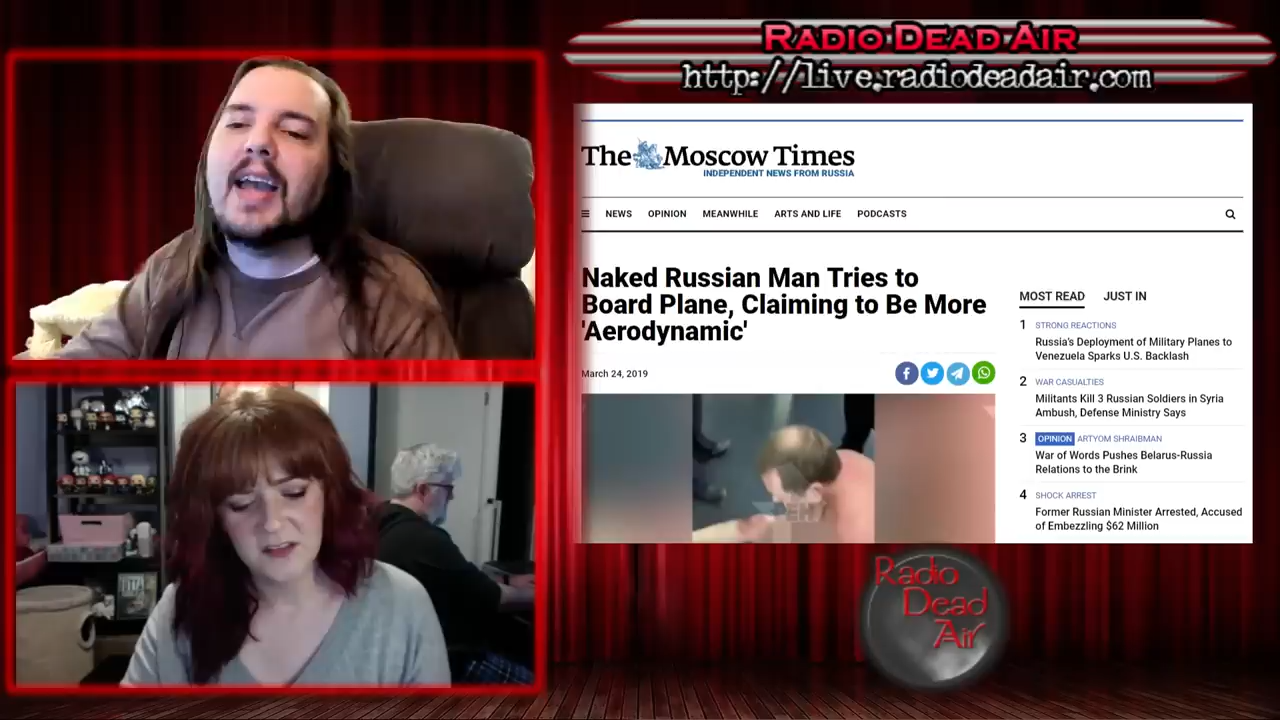 RADIO DEAD AIR
http://live.radiodeadair.com
The Moscow Times
INDEPENDENT NEWS FROM RUSSIA
NEWS OPINION MEANWHILE ARTS AND LIFE PODCASTS
Naked Russian Man Tries to
Board Plane, Claiming to Be More
'Aerodynamic'
March 24, 2019
MOST READ JUST IN
1 STRONG REACTIONS
Russia's Deployment of Military Planes to
Venezuela Sparks U.S. Backlash
2 WAR CASUALTIES
Militants Kill 3 Russian Soldiers in Syria
Ambush, Defense Ministry Says
3 OPINION ARTYOM SHRAIBMAN
War of Words Pushes Belarus-Russia
Relations to the Brink
4 SHOCK ARREST
Former Russian Minister Arrested, Accused
of Embezzling $62 Million
Radio
Dead
Air